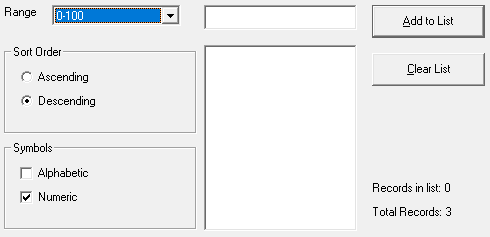 Range
0-100
Add to List
Sort Order
Ascending
Descending
Clear List
Symbols
Alphabetic
Numeric
Records in list: 0
Total Records: 3